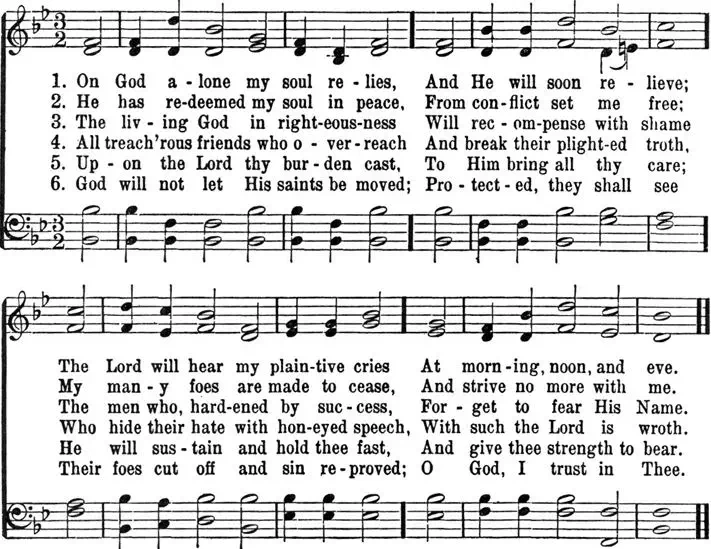 3 2
1. On God a - lone my soul re - lies, And He will soon re - lieve;
2. He has re-deemed my soul in peace, From con-flict set me free;
3. The liv - ing God in right-eous-ness Will rec - om-pense with shame
4. All treach'rous friends who o - ver-reach And break their plight-ed troth,
5. Up - on the Lord thy bur - den cast, To Him bring all thy care;
6. God will not let His saints be moved; Pro - tect - ed, they shall see
3 2
The Lord will hear my plain-tive cries At morn-ing, noon, and eve.
My man - y foes are made to cease, And strive no more with me.
The men who, hard-ened by suc - cess, For - get to fear His Name.
Who hide their hate with hon-eyed speech, With such the Lord is wroth.
He will sus - tain and hold thee fast, And give thee strength to bear.
Their foes cut off and sin re-proved; O God, I trust in Thee.